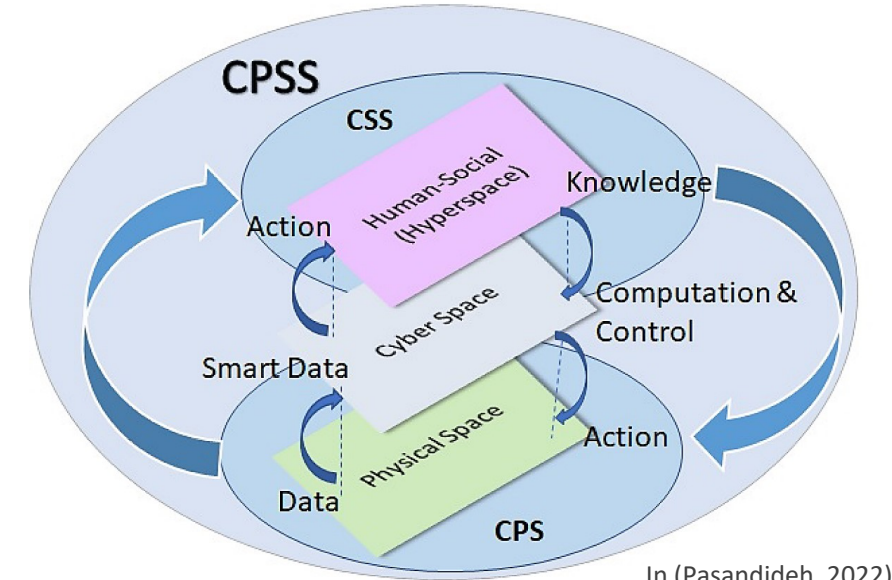 CPSS
CSS
Human-Social
(Hyperspace)
Knowledge
Action
Cyber Space
Computation &
Control
Smart Data
Physical Space
Action
Data
CPS
In (Pasandideh, 2022)